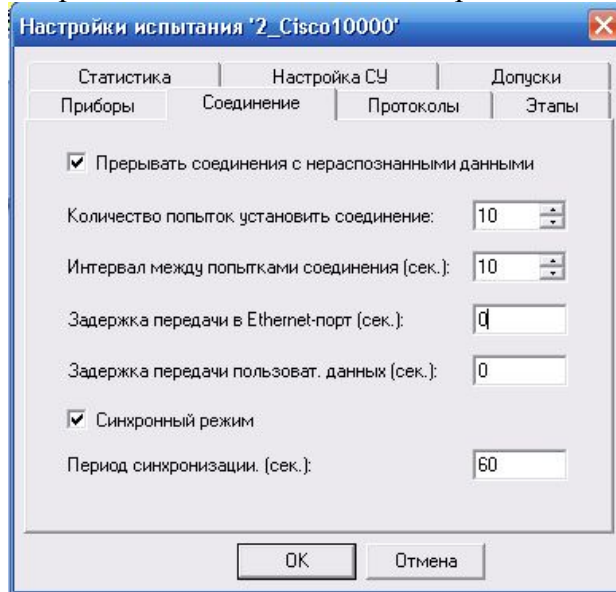 Настройки испытания '2_Cisco10000'
Статистика Настройка СУ Допуски
Приборы Соединение Протоколы Этапы
Прерывать соединения с нераспознанными данными
Количество попыток установить соединение: 10
Интервал между попытками соединения (сек.): 10
Задержка передачи в Ethernet-порт (сек.): 0
Задержка передачи пользоват. данных (сек.): 0
Синхронный режим
Период синхронизации. (сек.): 60
OK Отмена